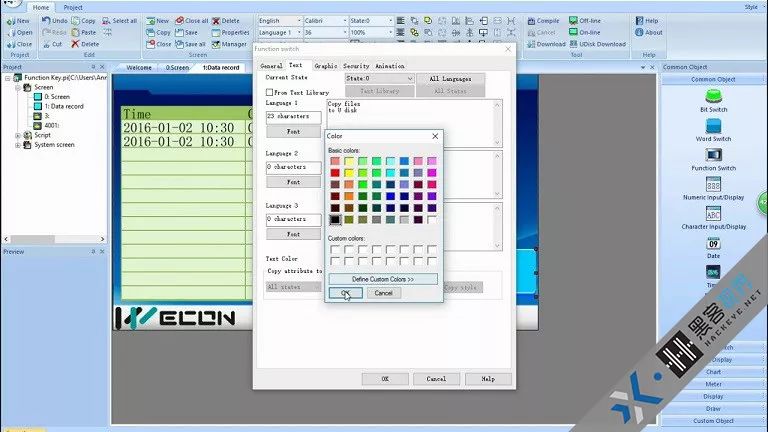 Home Project Style
New Undo Copy Select all New Close all Delete English Calibri State:0 Compile Off-line Help
Open Redo Paste Open Save Properties Language 1 36 100% Clean On-line About
Close Cut Delete Close Save all Manager Download UDisk Download
Project Edit Screen Tool Help
Project
Function Key.pj(C:\Users\Ann
Screen
0: Screen
1: Data record
3:
4001:
Script
System screen
Preview
Welcome 0:Screen 1:Data record
Time
2016-01-02 10:30
2016-01-02 10:30
WECON
Function switch
General Text Graphic Security Animation
Current State State:0 All Languages
From Text Library Text Library All States
Language 1
23 characters
Font
Copy files
to U disk
Language 2
0 characters
Font
Language 3
0 characters
Font
Text Color
Copy attribute to
All states Copy style
OK Cancel Help
Color
Basic colors:
Custom colors:
Define Custom Colors >>
OK Cancel
Common Object
Common Object
Bit Switch
Word Switch
Function Switch
Numeric Input/Display
Character Input/Display
Date
Chart
Meter
Display
Draw
Custom Object
黑客视界
HACKEYE.NET